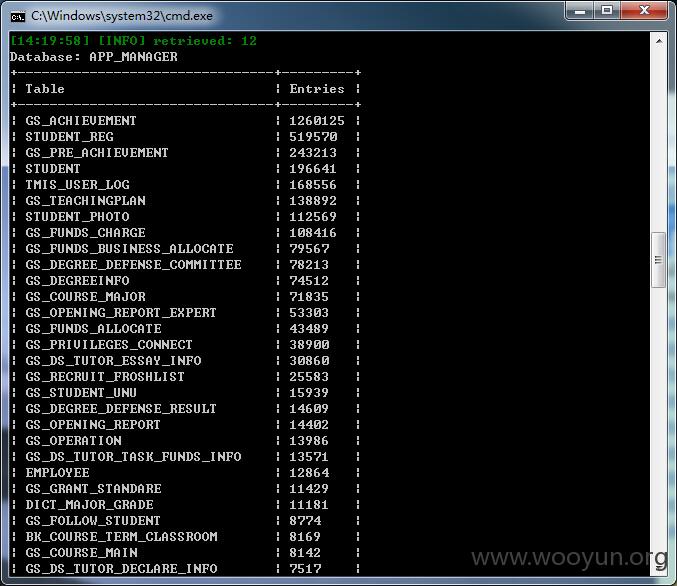 C:\Windows\system32\cmd.exe
[14:19:58] [INFO] retrieved: 12
Database: APP_MANAGER
+--------------------------------+---------+
| Table | Entries |
+--------------------------------+---------+
| GS_ACHIEVEMENT | 1260125 |
| STUDENT_REG | 519570 |
| GS_PRE_ACHIEVEMENT | 243213 |
| STUDENT | 196641 |
| TMIS_USER_LOG | 168556 |
| GS_TEACHINGPLAN | 138892 |
| STUDENT_PHOTO | 112569 |
| GS_FUNDS_CHARGE | 108416 |
| GS_FUNDS_BUSINESS_ALLOCATE | 79567 |
| GS_DEGREE_DEFENSE_COMMITTEE | 78213 |
| GS_DEGREEINFO | 74512 |
| GS_COURSE_MAJOR | 71835 |
| GS_OPENING_REPORT_EXPERT | 53303 |
| GS_FUNDS_ALLOCATE | 43489 |
| GS_PRIVILEGES_CONNECT | 38900 |
| GS_DS_TUTOR_ESSAY_INFO | 30860 |
| GS_RECRUIT_FROSHLIST | 25583 |
| GS_STUDENT_UNU | 15939 |
| GS_DEGREE_DEFENSE_RESULT | 14609 |
| GS_OPENING_REPORT | 14402 |
| GS_OPERATION | 13986 |
| GS_DS_TUTOR_TASK_FUNDS_INFO | 13571 |
| EMPLOYEE | 12864 |
| GS_GRANT_STANDARE | 11429 |
| DICT_MAJOR_GRADE | 11181 |
| GS_FOLLOW_STUDENT | 8774 |
| BK_COURSE_TERM_CLASSROOM | 8169 |
| GS_COURSE_MAIN | 8142 |
| GS_DS_TUTOR_DECLARE_INFO | 7517 |
www.wooyun.org